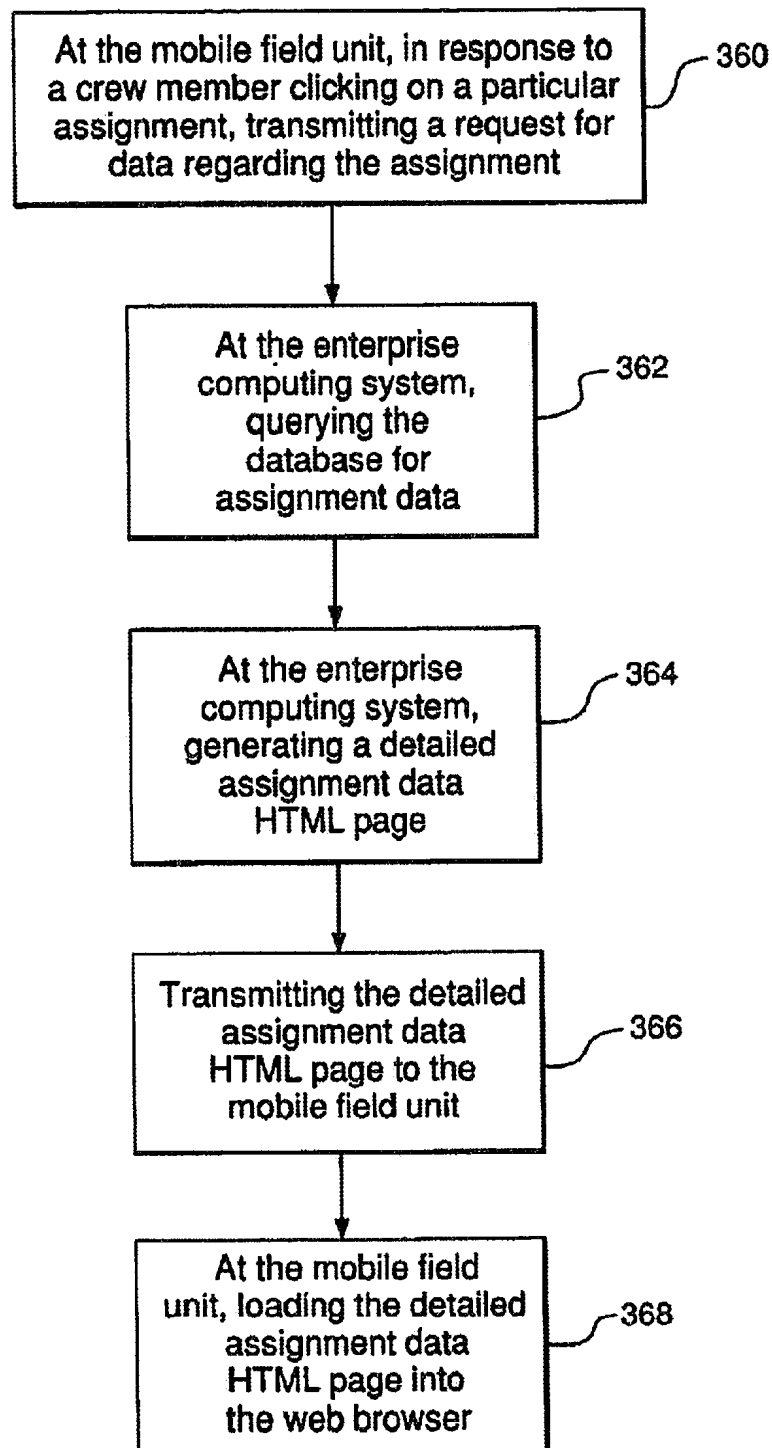 At the mobile field unit, in response to
a crew member clicking on a particular
assignment, transmitting a request for
data regarding the assignment
360
At the enterprise
computing system,
querying the
database for
assignment data
362
At the enterprise
computing system,
generating a detailed
assignment data
HTML page
364
Transmitting the detailed
assignment data
HTML page to the
mobile field unit
366
At the mobile field
unit, loading the detailed
assignment data
HTML page into
the web browser
368